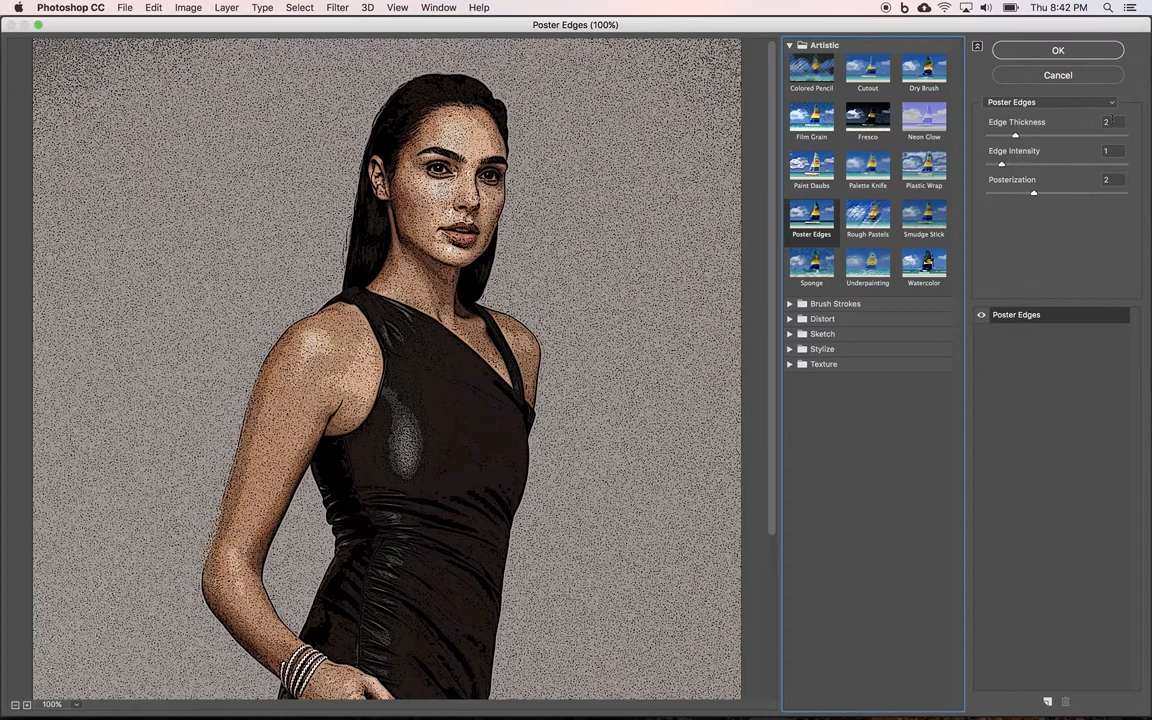 Photoshop CC File Edit Image Layer Type Select Filter 3D View Window Help Thu 8:42 PM
Poster Edges (100%)
Artistic
Colored Pencil Cutout Dry Brush
Film Grain Fresco Neon Glow
Paint Daubs Palette Knife Plastic Wrap
Poster Edges Rough Pastels Smudge Stick
Sponge Underpainting Watercolor
Brush Strokes
Distort
Sketch
Stylize
Texture
OK
Cancel
Poster Edges
Edge Thickness 2
Edge Intensity 1
Posterization 2
Poster Edges
100%